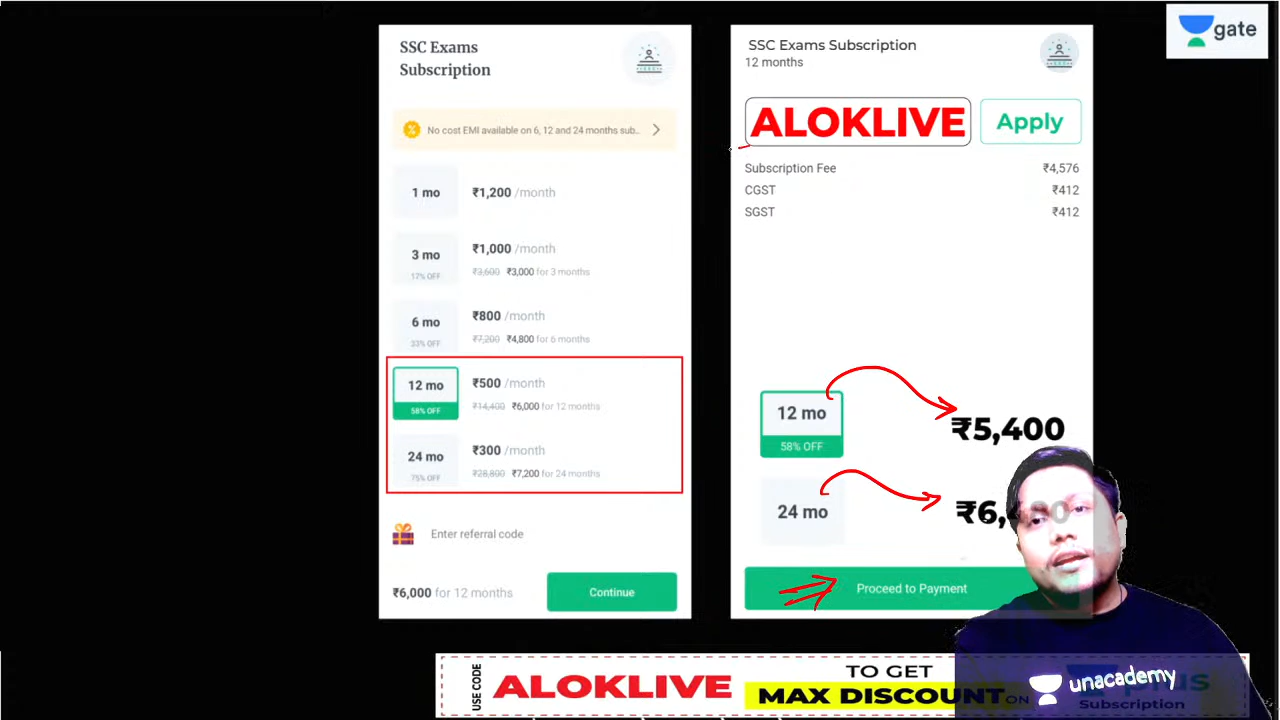 SSC Exams
Subscription
No cost EMI available on 6, 12 and 24 months sub..
1 mo
₹1,200 /month
3 mo
17% OFF
₹1,000 /month
₹3,600 ₹3,000 for 3 months
6 mo
33% OFF
₹800 /month
₹7,200 ₹4,800 for 6 months
12 mo
58% OFF
₹500 /month
₹14,400 ₹6,000 for 12 months
24 mo
75% OFF
₹300 /month
₹28,800 ₹7,200 for 24 months
Enter referral code
₹6,000 for 12 months
Continue
SSC Exams Subscription
12 months
ALOKLIVE
Apply
Subscription Fee ₹4,576
CGST ₹412
SGST ₹412
12 mo
58% OFF
₹5,400
24 mo
Proceed to Payment
gate
USE CODE
ALOKLIVE
TO GET
MAX DISCOUNT ON
plus
Subscription
unacademy